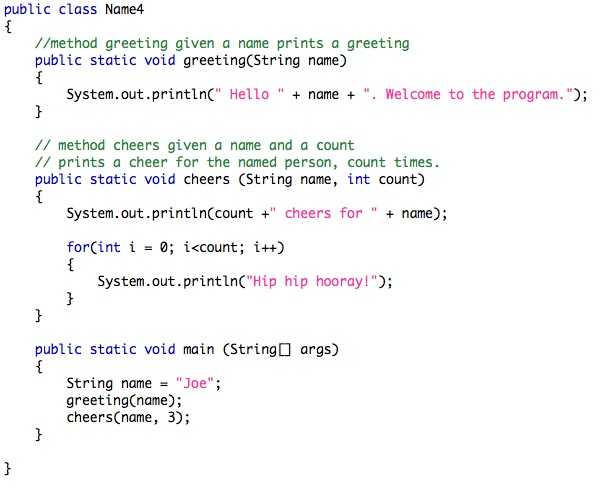 public class Name4
{
//method greeting given a name prints a greeting
public static void greeting(String name)
{
System.out.println(" Hello " + name + ". Welcome to the program.");
}
// method cheers given a name and a count
// prints a cheer for the named person, count times.
public static void cheers (String name, int count)
{
System.out.println(count +" cheers for " + name);
for(int i = 0; i<count; i++)
{
System.out.println("Hip hip hooray!");
}
}
public static void main (String[] args)
{
String name = "Joe";
greeting(name);
cheers(name, 3);
}
}